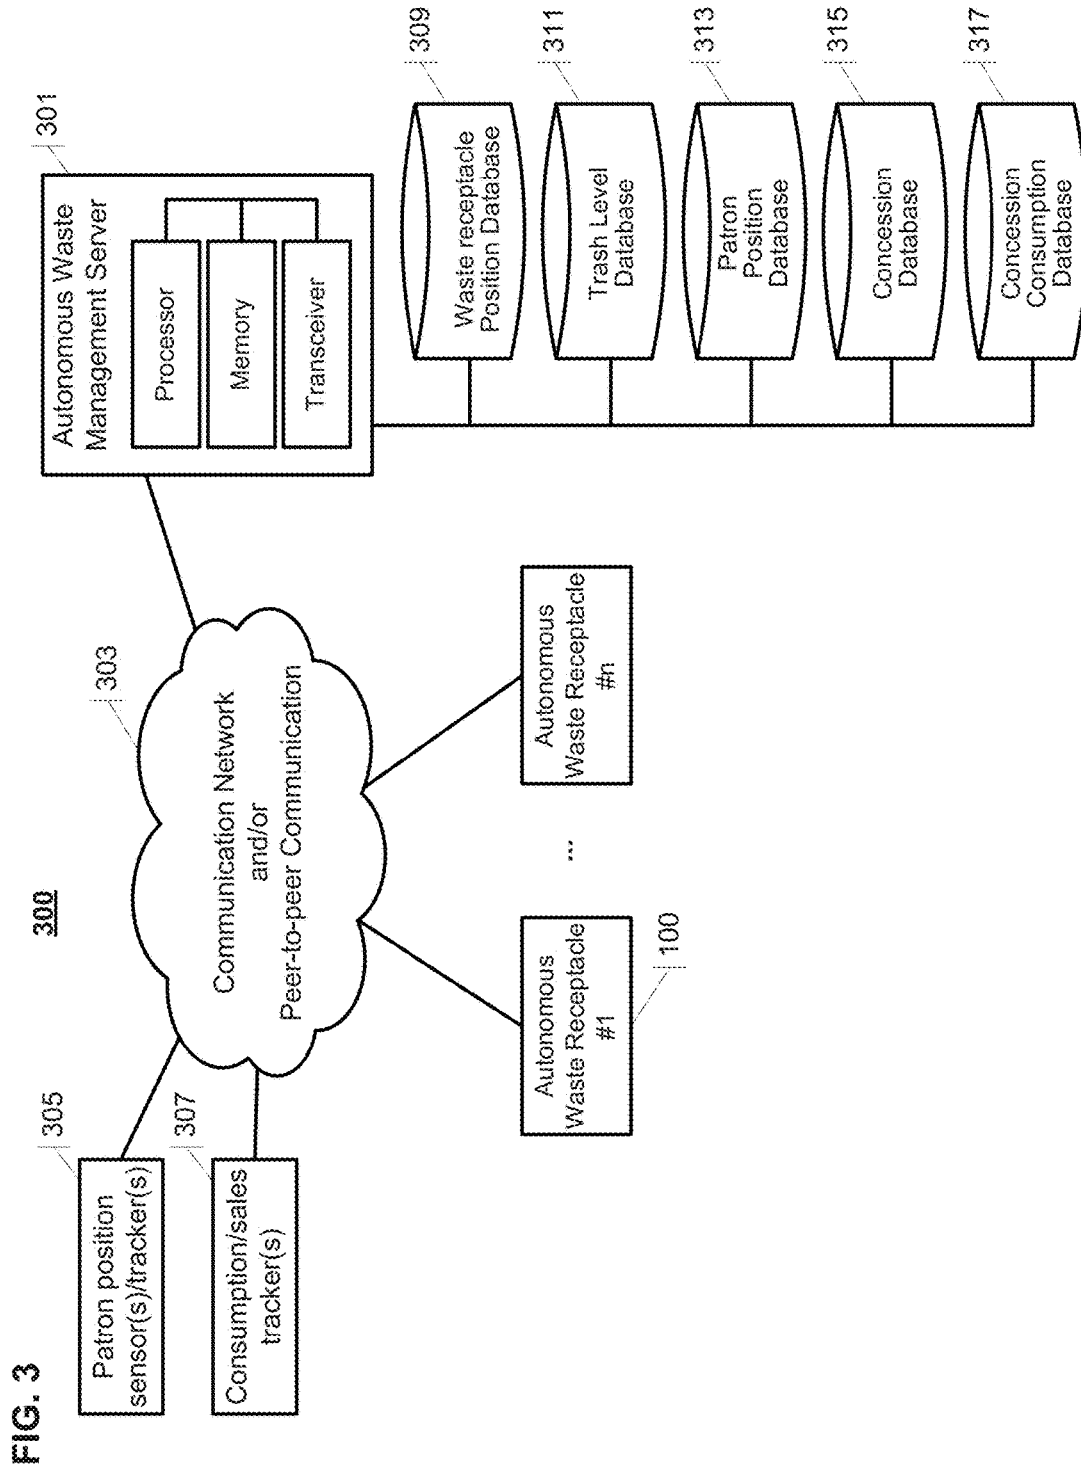 FIG. 3
300
Patron position
sensor(s)/tracker(s)
305
Consumption/sales
tracker(s)
307
Communication Network
and/or
Peer-to-peer Communication
303
Autonomous Waste
Management Server
301
Processor
Memory
Transceiver
Autonomous
Waste Receptacle
#1
100
...
Autonomous
Waste Receptacle
#n
Waste receptacle
Position Database
309
Trash Level
Database
311
Patron
Position
Database
313
Concession
Database
315
Concession
Consumption
Database
317